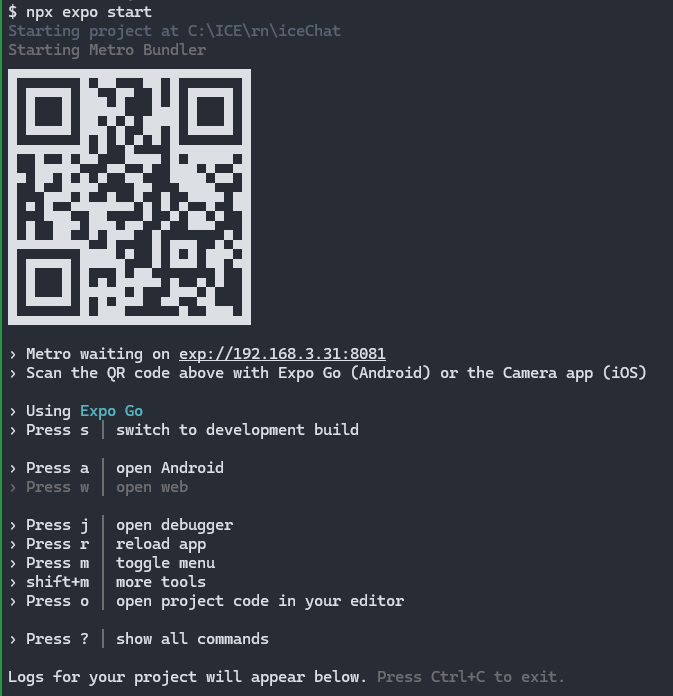 $ npx expo start
Starting project at C:\ICE\rn\iceChat
Starting Metro Bundler
› Metro waiting on exp://192.168.3.31:8081
› Scan the QR code above with Expo Go (Android) or the Camera app (iOS)
› Using Expo Go
› Press s │ switch to development build
› Press a │ open Android
› Press w │ open web
› Press j │ open debugger
› Press r │ reload app
› Press m │ toggle menu
› shift+m │ more tools
› Press o │ open project code in your editor
› Press ? │ show all commands
Logs for your project will appear below. Press Ctrl+C to exit.